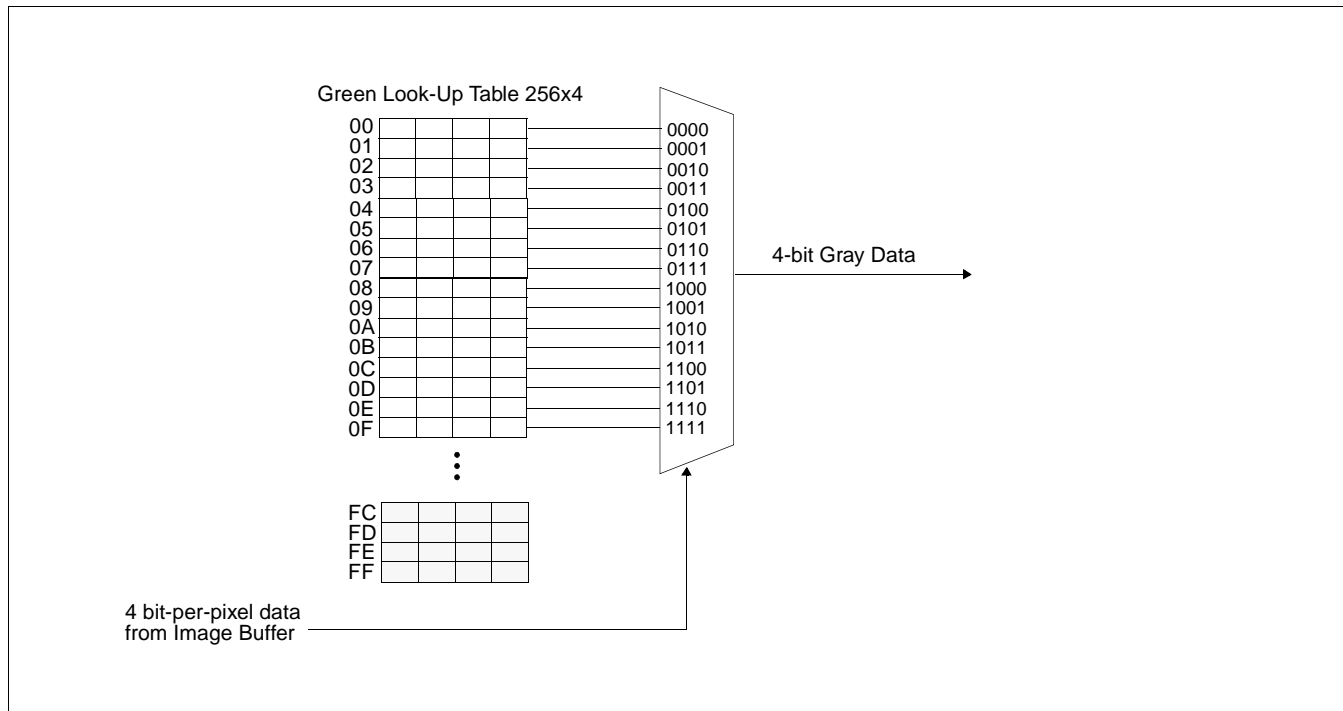 Green Look-Up Table 256x4
00 0000
01 0001
02 0010
03 0011
04 0100
05 0101
06 0110
07 0111
4-bit Gray Data
08 1000
09 1001
0A 1010
0B 1011
0C 1100
0D 1101
0E 1110
0F 1111
FC
FD
FE
FF
4 bit-per-pixel data
from Image Buffer